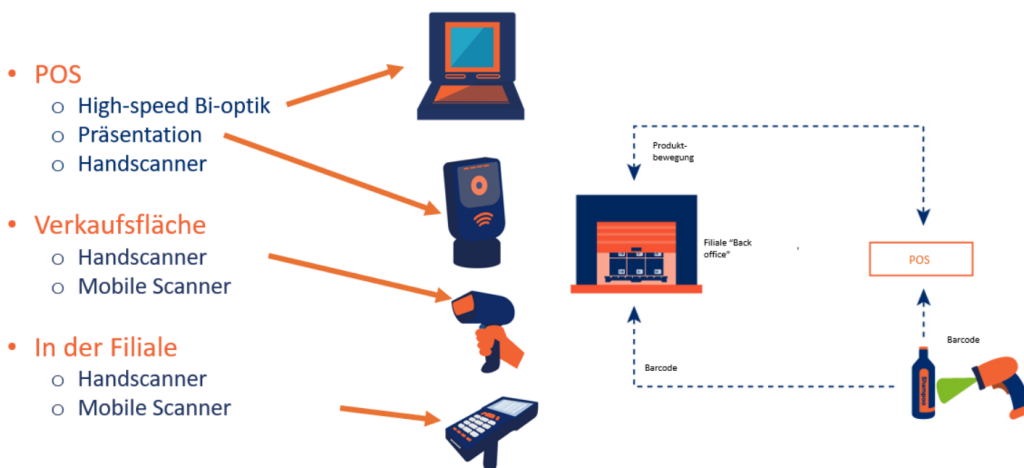 POS
High-speed Bi-optik
Präsentation
Handscanner
Verkaufsfläche
Handscanner
Mobile Scanner
In der Filiale
Handscanner
Mobile Scanner
Produkt-
bewegung
Filiale “Back
office”
POS
Barcode
Barcode
Shampoo